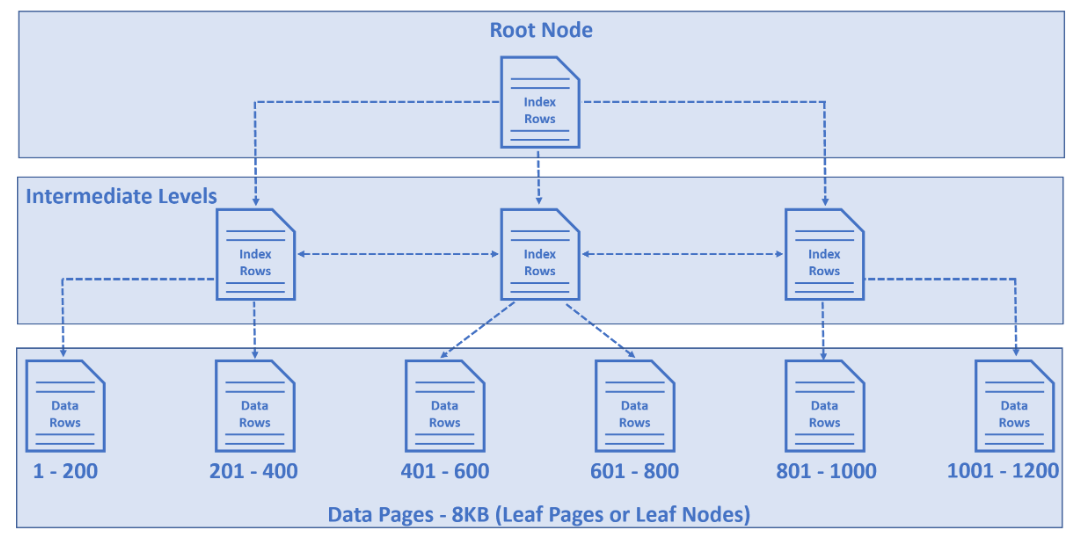 Root Node
Index
Rows
Intermediate Levels
Index
Rows
Index
Rows
Index
Rows
Data
Rows
Data
Rows
Data
Rows
Data
Rows
Data
Rows
Data
Rows
1 - 200
201 - 400
401 - 600
601 - 800
801 - 1000
1001 - 1200
Data Pages - 8KB (Leaf Pages or Leaf Nodes)